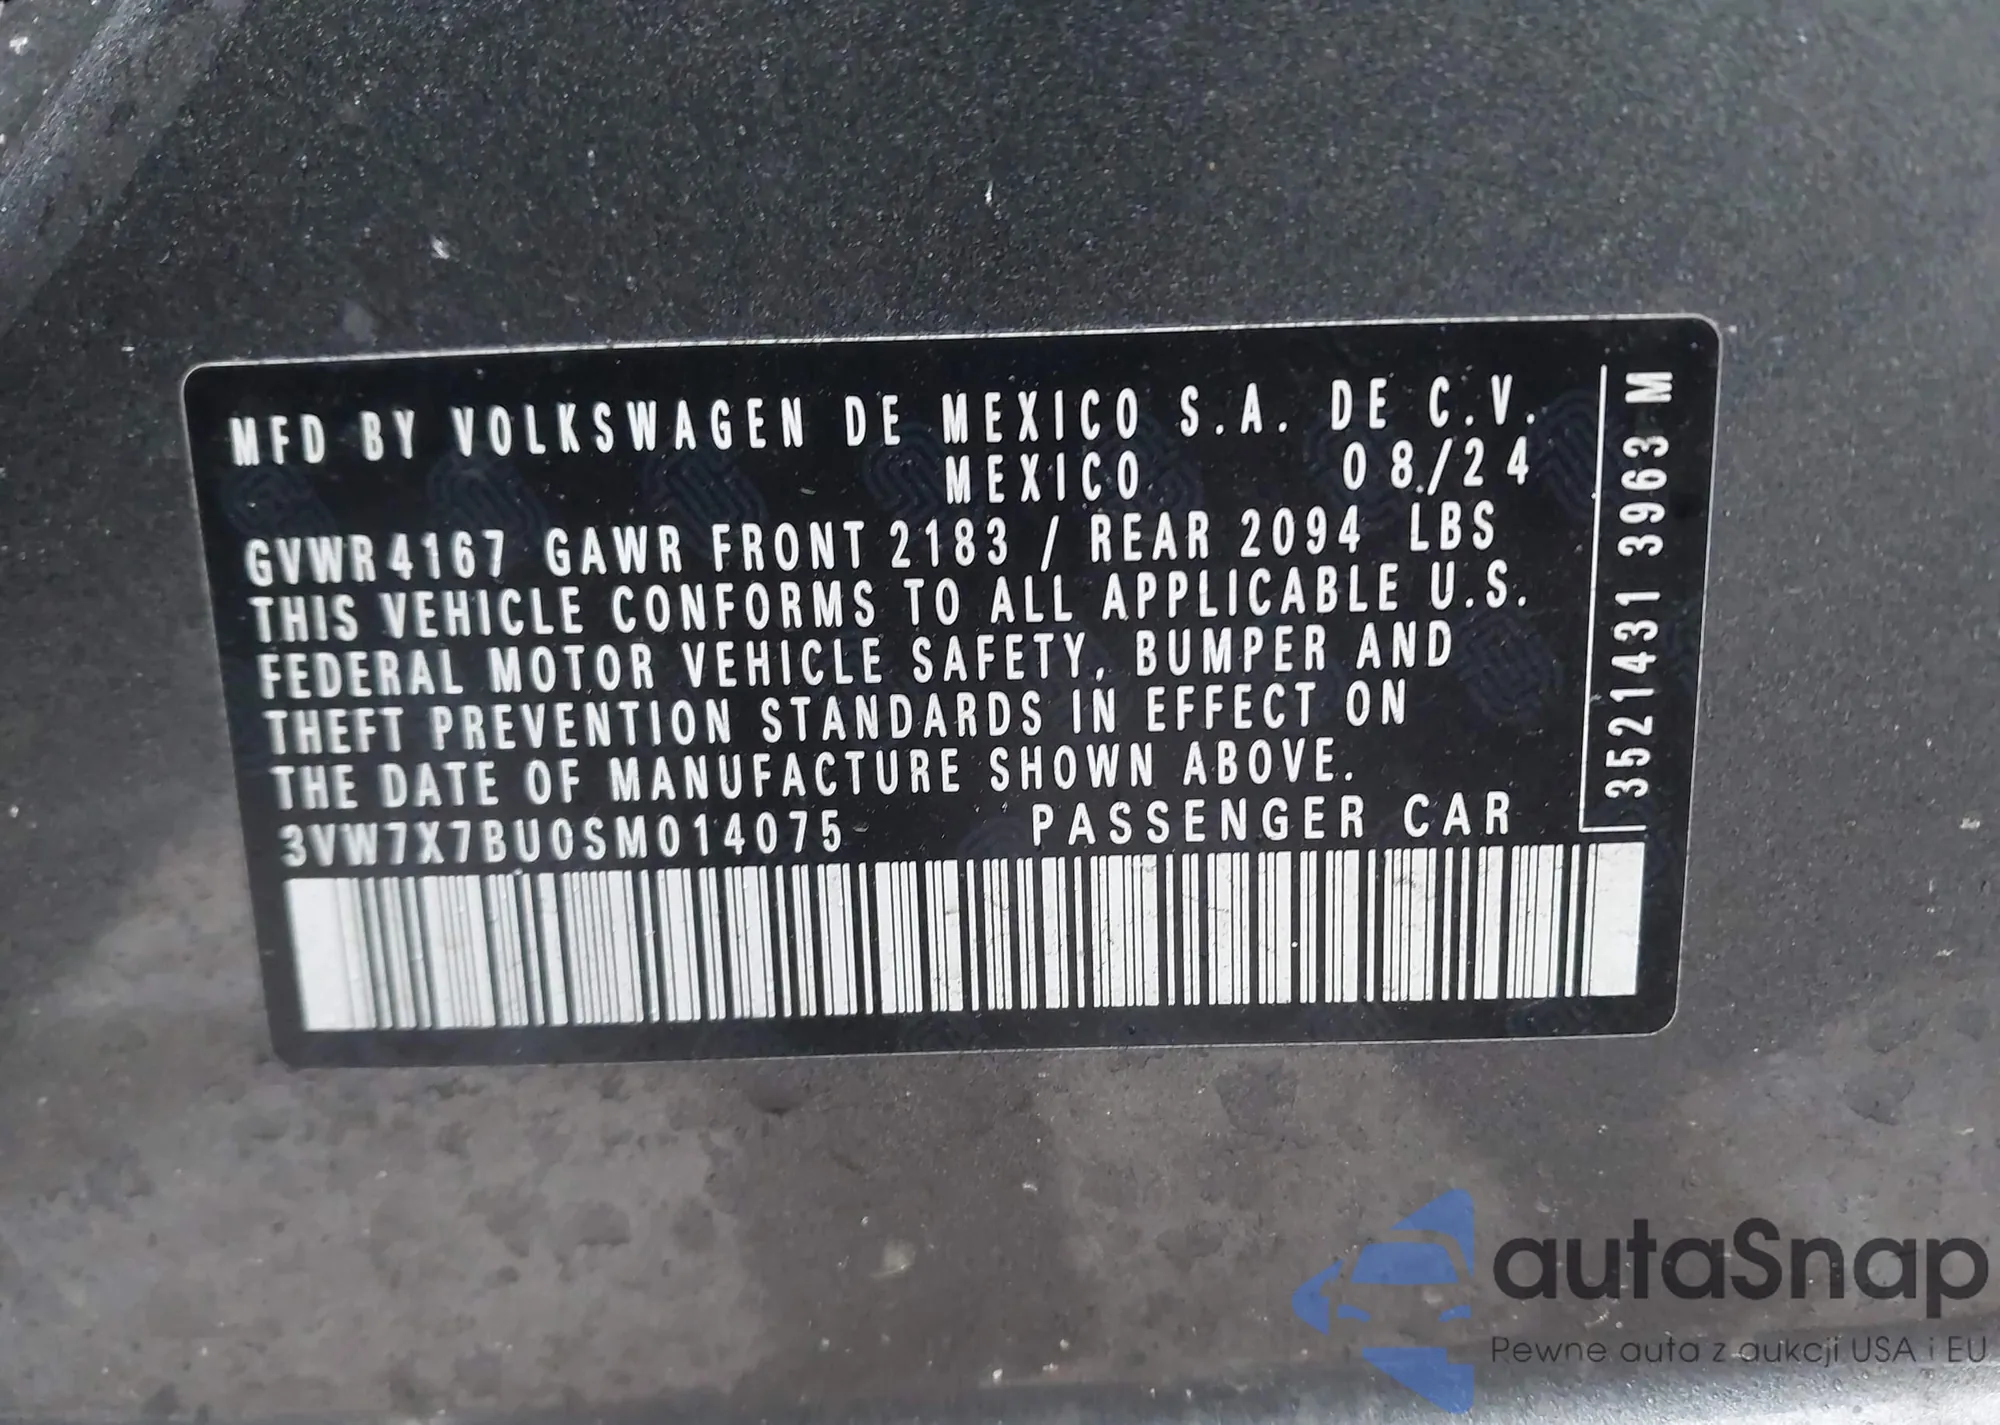 MFD BY VOLKSWAGEN DE MEXICO S.A. DE C.V.
MEXICO 08/24
GVWR 4167 GAWR FRONT 2183 / REAR 2094 LBS
THIS VEHICLE CONFORMS TO ALL APPLICABLE U.S.
FEDERAL MOTOR VEHICLE SAFETY, BUMPER AND
THEFT PREVENTION STANDARDS IN EFFECT ON
THE DATE OF MANUFACTURE SHOWN ABOVE.
3VW7X7BU0SM014075 PASSENGER CAR
3521431 3963 M
autaSnap
Pewne auta z aukcji USA i EU